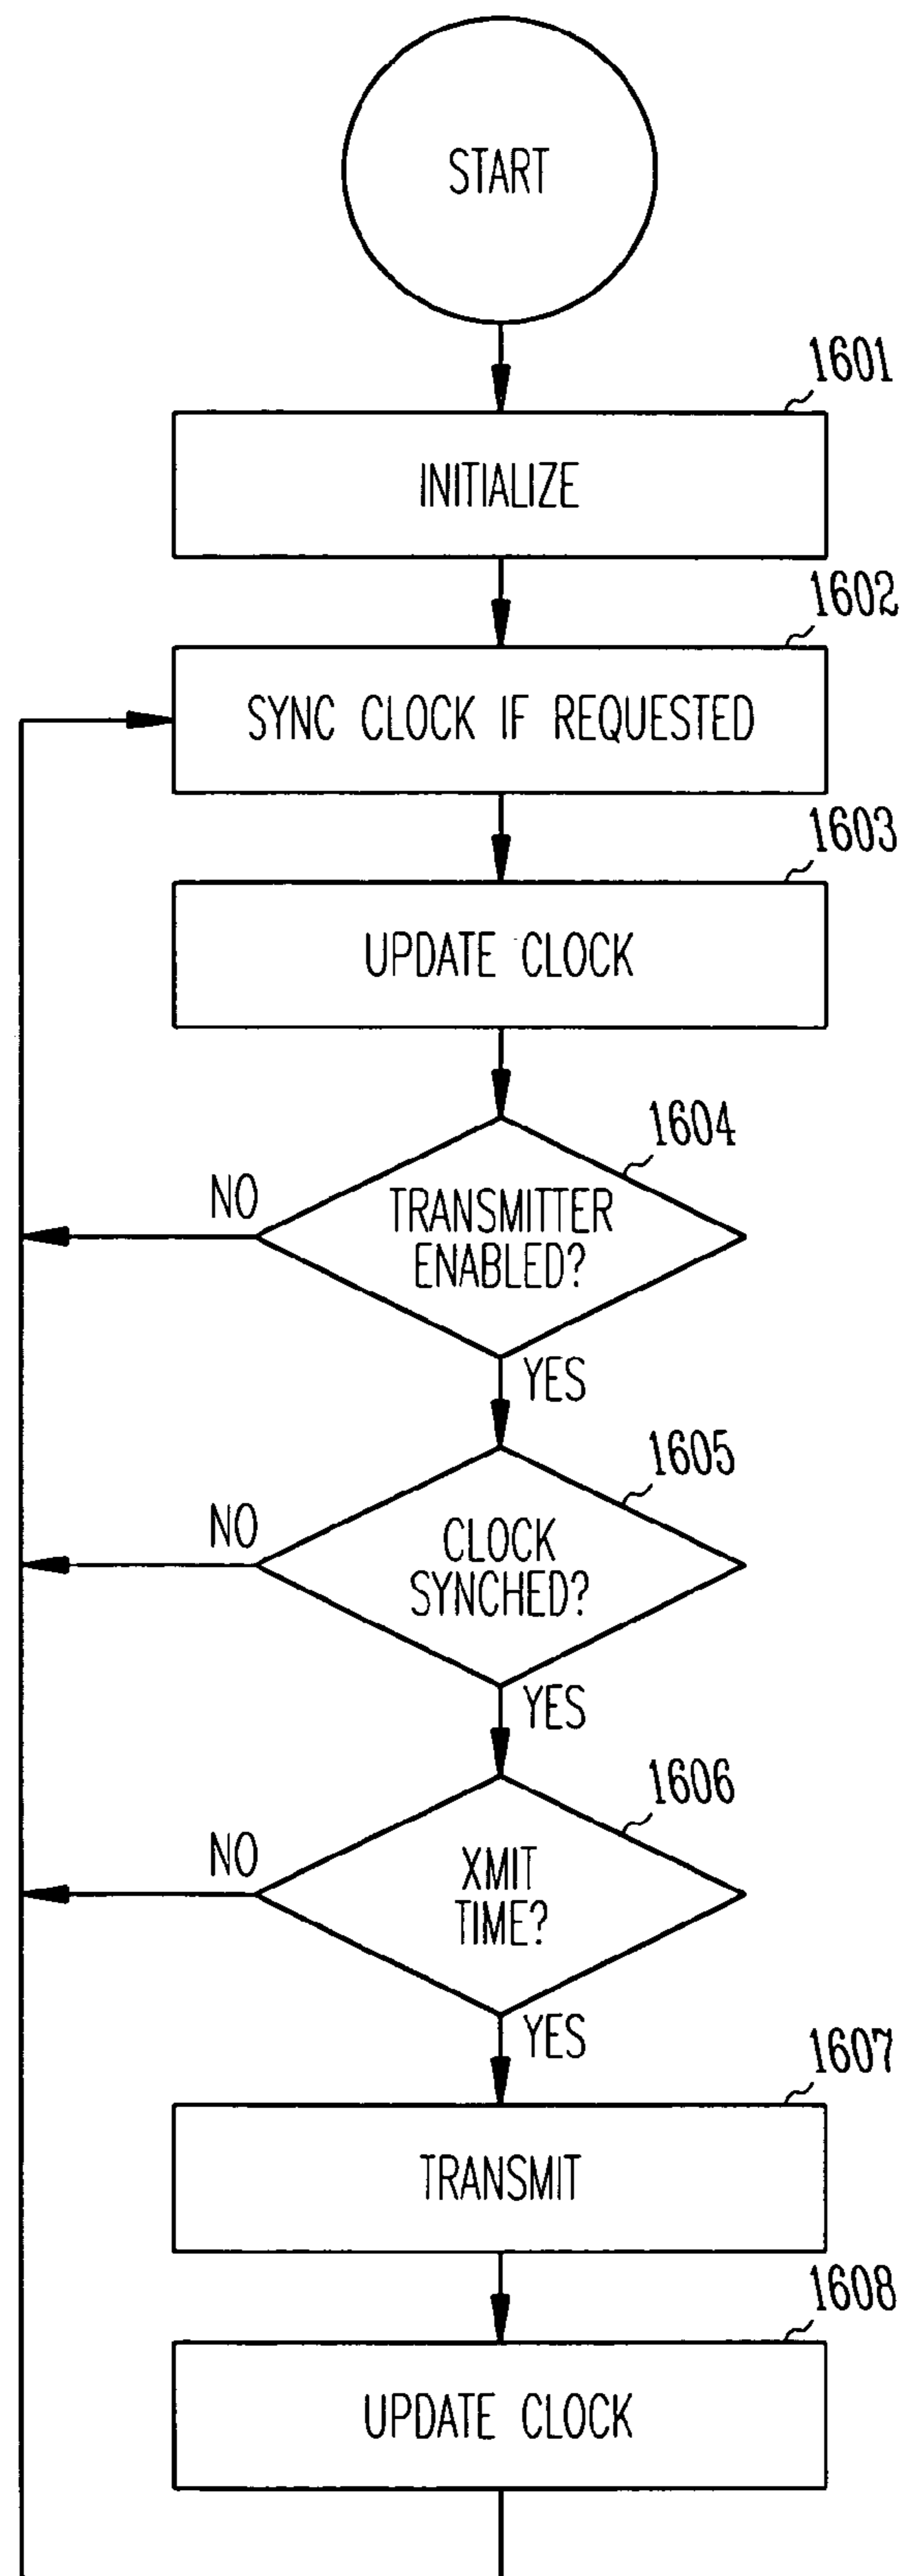 START
1601
INITIALIZE
1602
SYNC CLOCK IF REQUESTED
1603
UPDATE CLOCK
1604
NO
TRANSMITTER
ENABLED?
YES
1605
NO
CLOCK
SYNCHED?
YES
1606
NO
XMIT
TIME?
YES
1607
TRANSMIT
1608
UPDATE CLOCK